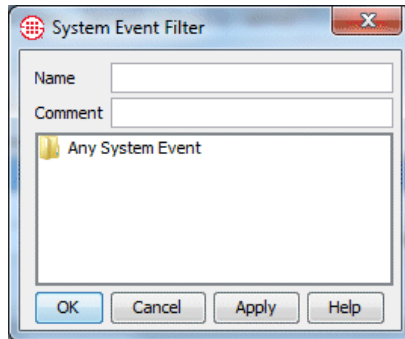 System Event Filter
Name
Comment
Any System Event
OK Cancel Apply Help